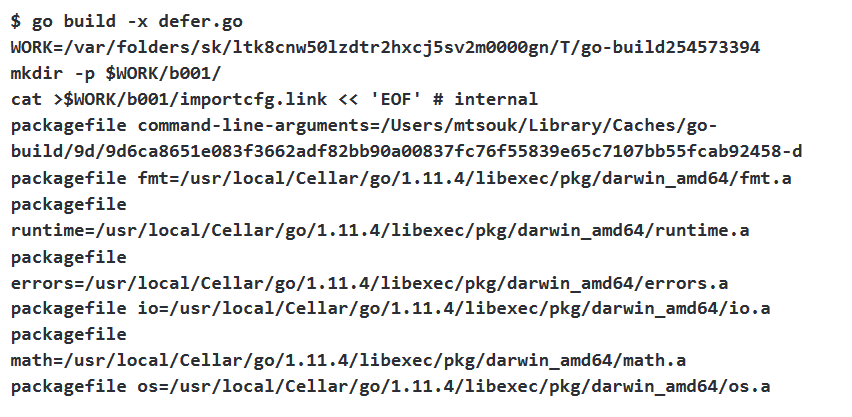 $ go build -x defer.go
WORK=/var/folders/sk/ltk8cnw50lzdtr2hxcj5sv2m0000gn/T/go-build254573394
mkdir -p $WORK/b001/
cat >$WORK/b001/importcfg.link << 'EOF' # internal
packagefile command-line-arguments=/Users/mtsouk/Library/Caches/go-
build/9d/9d6ca8651e083f3662adf82bb90a00837fc76f55839e65c7107bb55fcab92458-d
packagefile fmt=/usr/local/Cellar/go/1.11.4/libexec/pkg/darwin_amd64/fmt.a
packagefile
runtime=/usr/local/Cellar/go/1.11.4/libexec/pkg/darwin_amd64/runtime.a
packagefile
errors=/usr/local/Cellar/go/1.11.4/libexec/pkg/darwin_amd64/errors.a
packagefile io=/usr/local/Cellar/go/1.11.4/libexec/pkg/darwin_amd64/io.a
packagefile
math=/usr/local/Cellar/go/1.11.4/libexec/pkg/darwin_amd64/math.a
packagefile os=/usr/local/Cellar/go/1.11.4/libexec/pkg/darwin_amd64/os.a